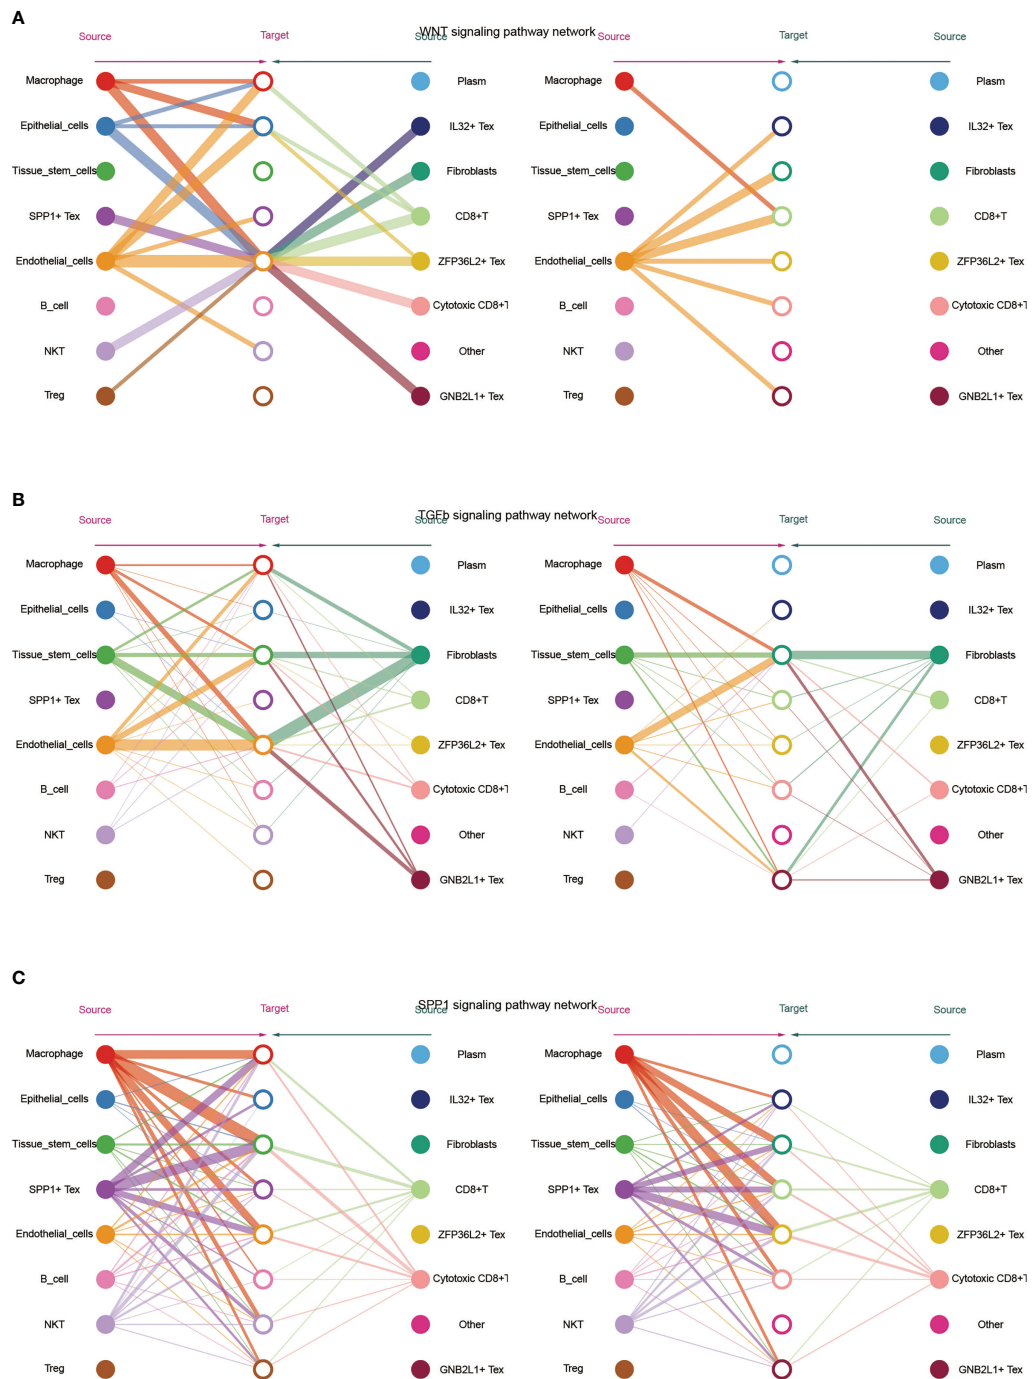 A
WNT signaling pathway network
Source Target Source Source Target Source
Macrophage Plasm Macrophage Plasm
Epithelial_cells IL32+ Tex Epithelial_cells IL32+ Tex
Tissue_stem_cells Fibroblasts Tissue_stem_cells Fibroblasts
SPP1+ Tex CD8+T SPP1+ Tex CD8+T
Endothelial_cells ZFP36L2+ Tex Endothelial_cells ZFP36L2+ Tex
B_cell Cytotoxic CD8+T B_cell Cytotoxic CD8+T
NKT Other NKT Other
Treg GNB2L1+ Tex Treg GNB2L1+ Tex
B
TGFb signaling pathway network
Source Target Source Source Target Source
Macrophage Plasm Macrophage Plasm
Epithelial_cells IL32+ Tex Epithelial_cells IL32+ Tex
Tissue_stem_cells Fibroblasts Tissue_stem_cells Fibroblasts
SPP1+ Tex CD8+T SPP1+ Tex CD8+T
Endothelial_cells ZFP36L2+ Tex Endothelial_cells ZFP36L2+ Tex
B_cell Cytotoxic CD8+T B_cell Cytotoxic CD8+T
NKT Other NKT Other
Treg GNB2L1+ Tex Treg GNB2L1+ Tex
C
SPP1 signaling pathway network
Source Target Source Source Target Source
Macrophage Plasm Macrophage Plasm
Epithelial_cells IL32+ Tex Epithelial_cells IL32+ Tex
Tissue_stem_cells Fibroblasts Tissue_stem_cells Fibroblasts
SPP1+ Tex CD8+T SPP1+ Tex CD8+T
Endothelial_cells ZFP36L2+ Tex Endothelial_cells ZFP36L2+ Tex
B_cell Cytotoxic CD8+T B_cell Cytotoxic CD8+T
NKT Other NKT Other
Treg GNB2L1+ Tex Treg GNB2L1+ Tex